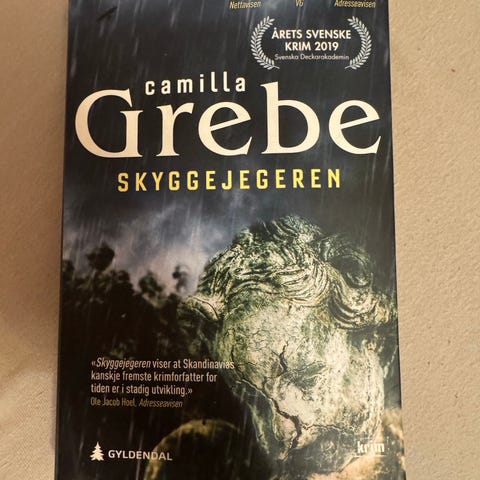 Nettavisen VG Adresseavisen
ÅRETS SVENSKE
KRIM 2019
Svenska Deckarakademin
camilla
Grebe
SKYGGEJEGEREN
«Skyggejegeren viser at Skandinavias
kanskje fremste krimforfatter for
tiden er i stadig utvikling.»
Ole Jacob Hoel, Adresseavisen
GYLDENDAL
krim